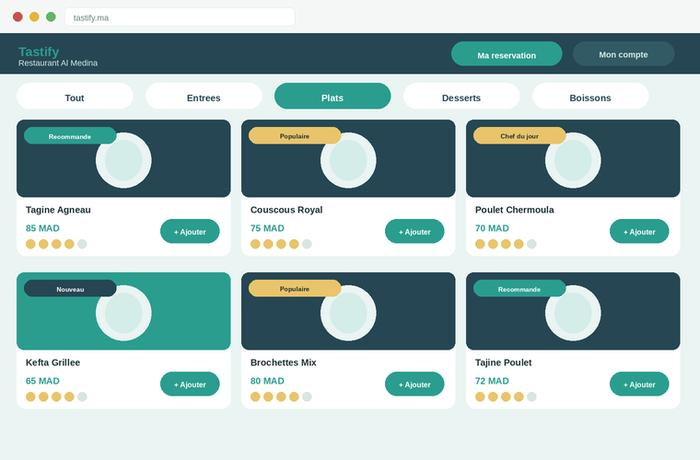 tastify.ma
Tastify
Restaurant Al Medina
Ma reservation
Mon compte
Tout
Entrees
Plats
Desserts
Boissons
Recommande
Populaire
Chef du jour
Tagine Agneau
85 MAD
+ Ajouter
Couscous Royal
75 MAD
+ Ajouter
Poulet Chermoula
70 MAD
+ Ajouter
Nouveau
Populaire
Recommande
Kefta Grillee
65 MAD
+ Ajouter
Brochettes Mix
80 MAD
+ Ajouter
Tajine Poulet
72 MAD
+ Ajouter